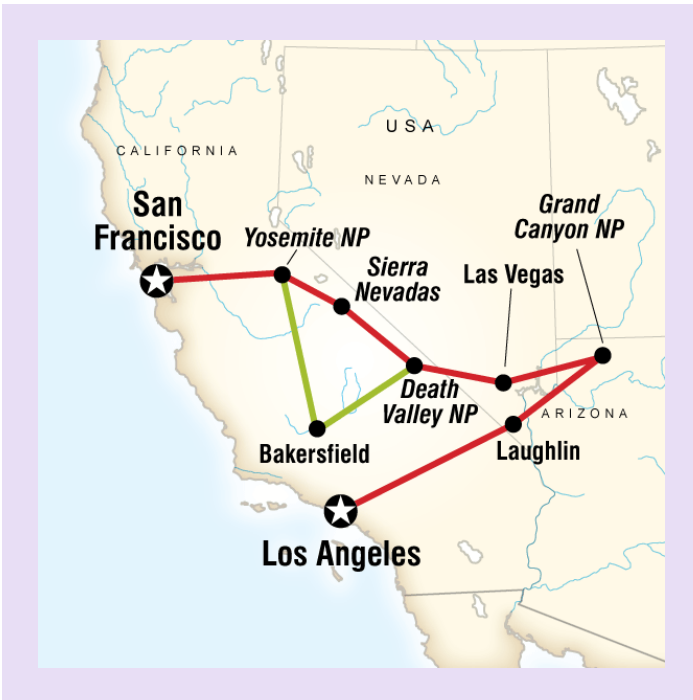 USA
CALIFORNIA
NEVADA
San
Francisco
Yosemite NP
Sierra
Nevadas
Las Vegas
Grand
Canyon NP
Death
Valley NP
ARIZONA
Bakersfield
Laughlin
Los Angeles